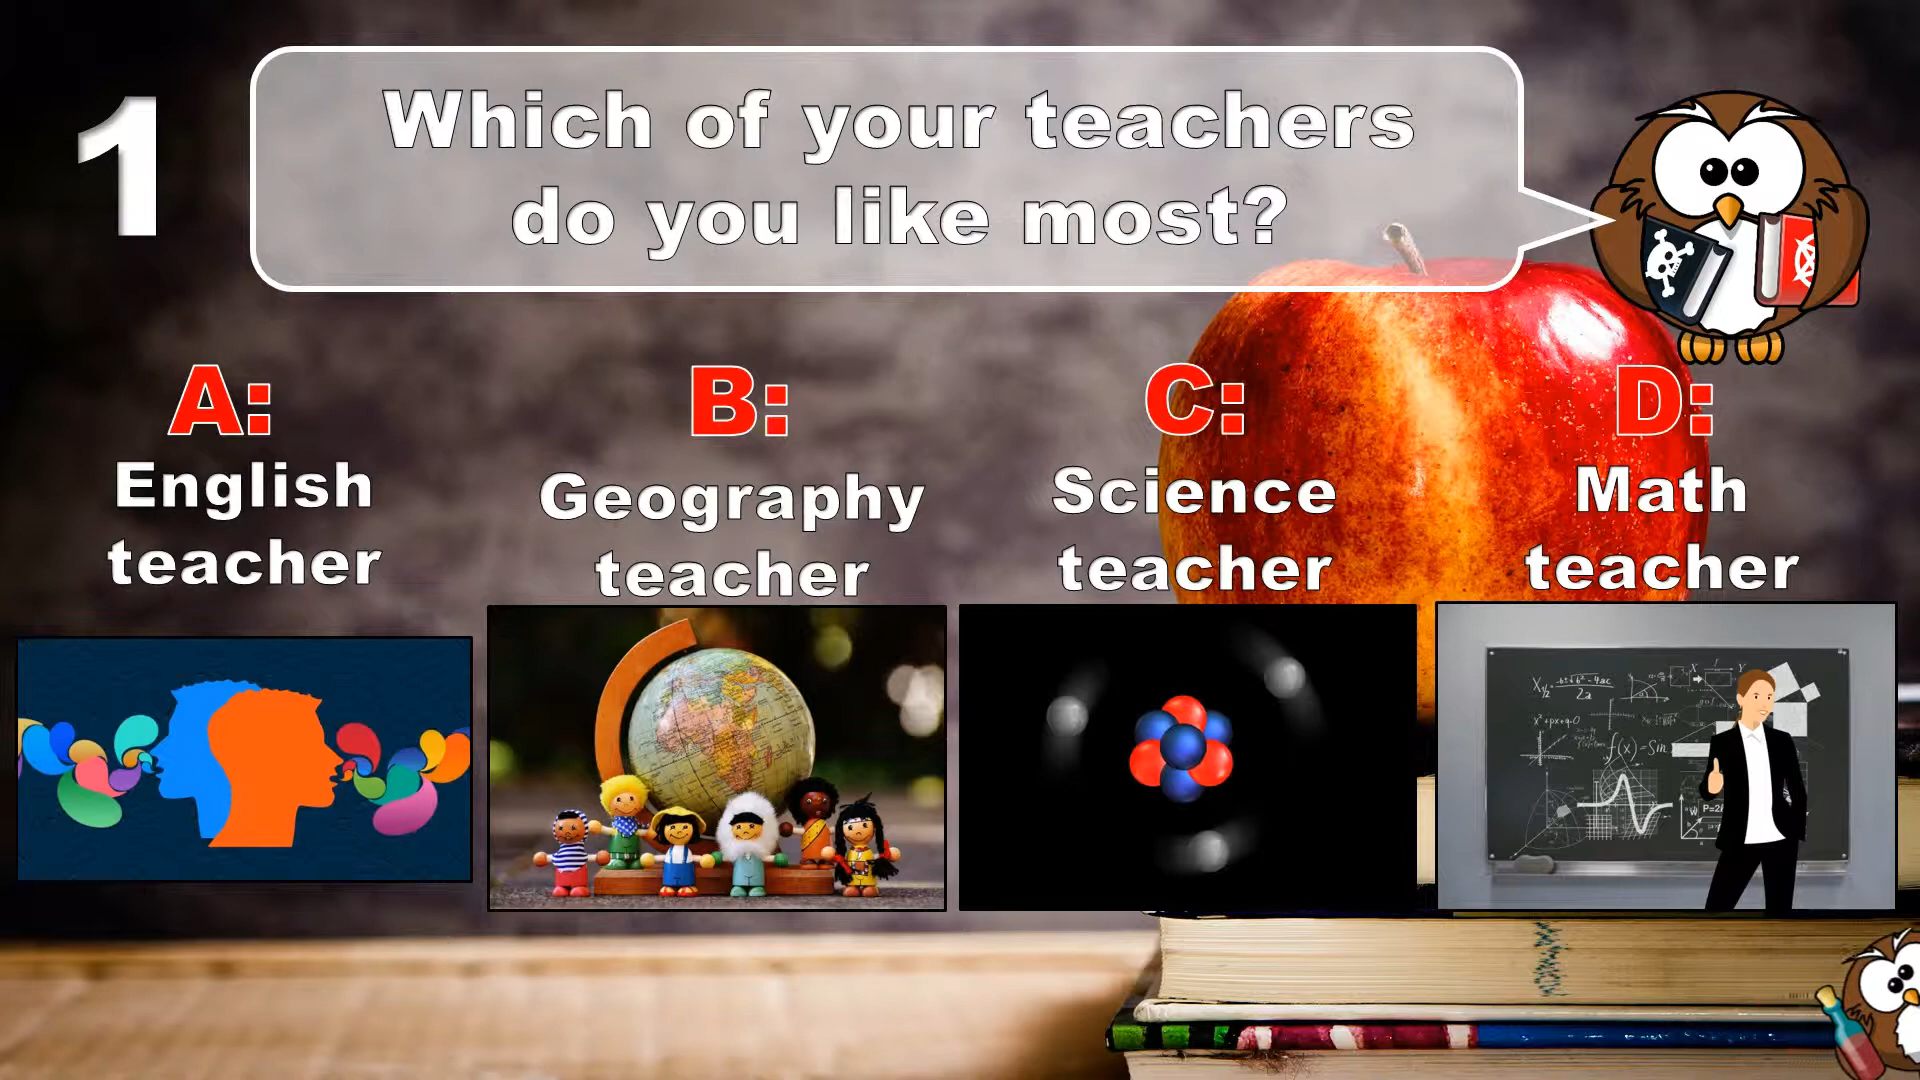 1
Which of your teachers
do you like most?
A:
English
teacher
B:
Geography
teacher
C:
Science
teacher
D:
Math
teacher